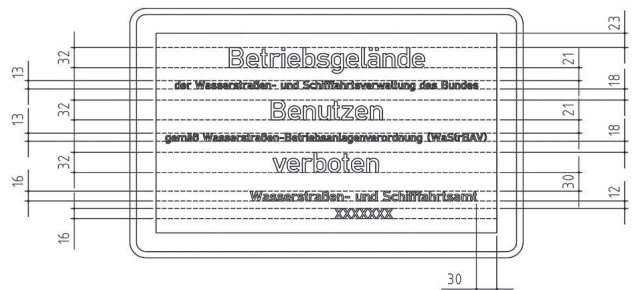 Betriebsgelände
der Wasserstraßen- und Schifffahrtsverwaltung des Bundes
Benutzen
gemäß Wasserstraßen-Betriebsanlagenverordnung (WaStrBAV)
verboten
Wasserstraßen- und Schifffahrtsamt
XXXXXXX
32
13
32
13
32
16
16
23
21
18
21
18
30
12
30